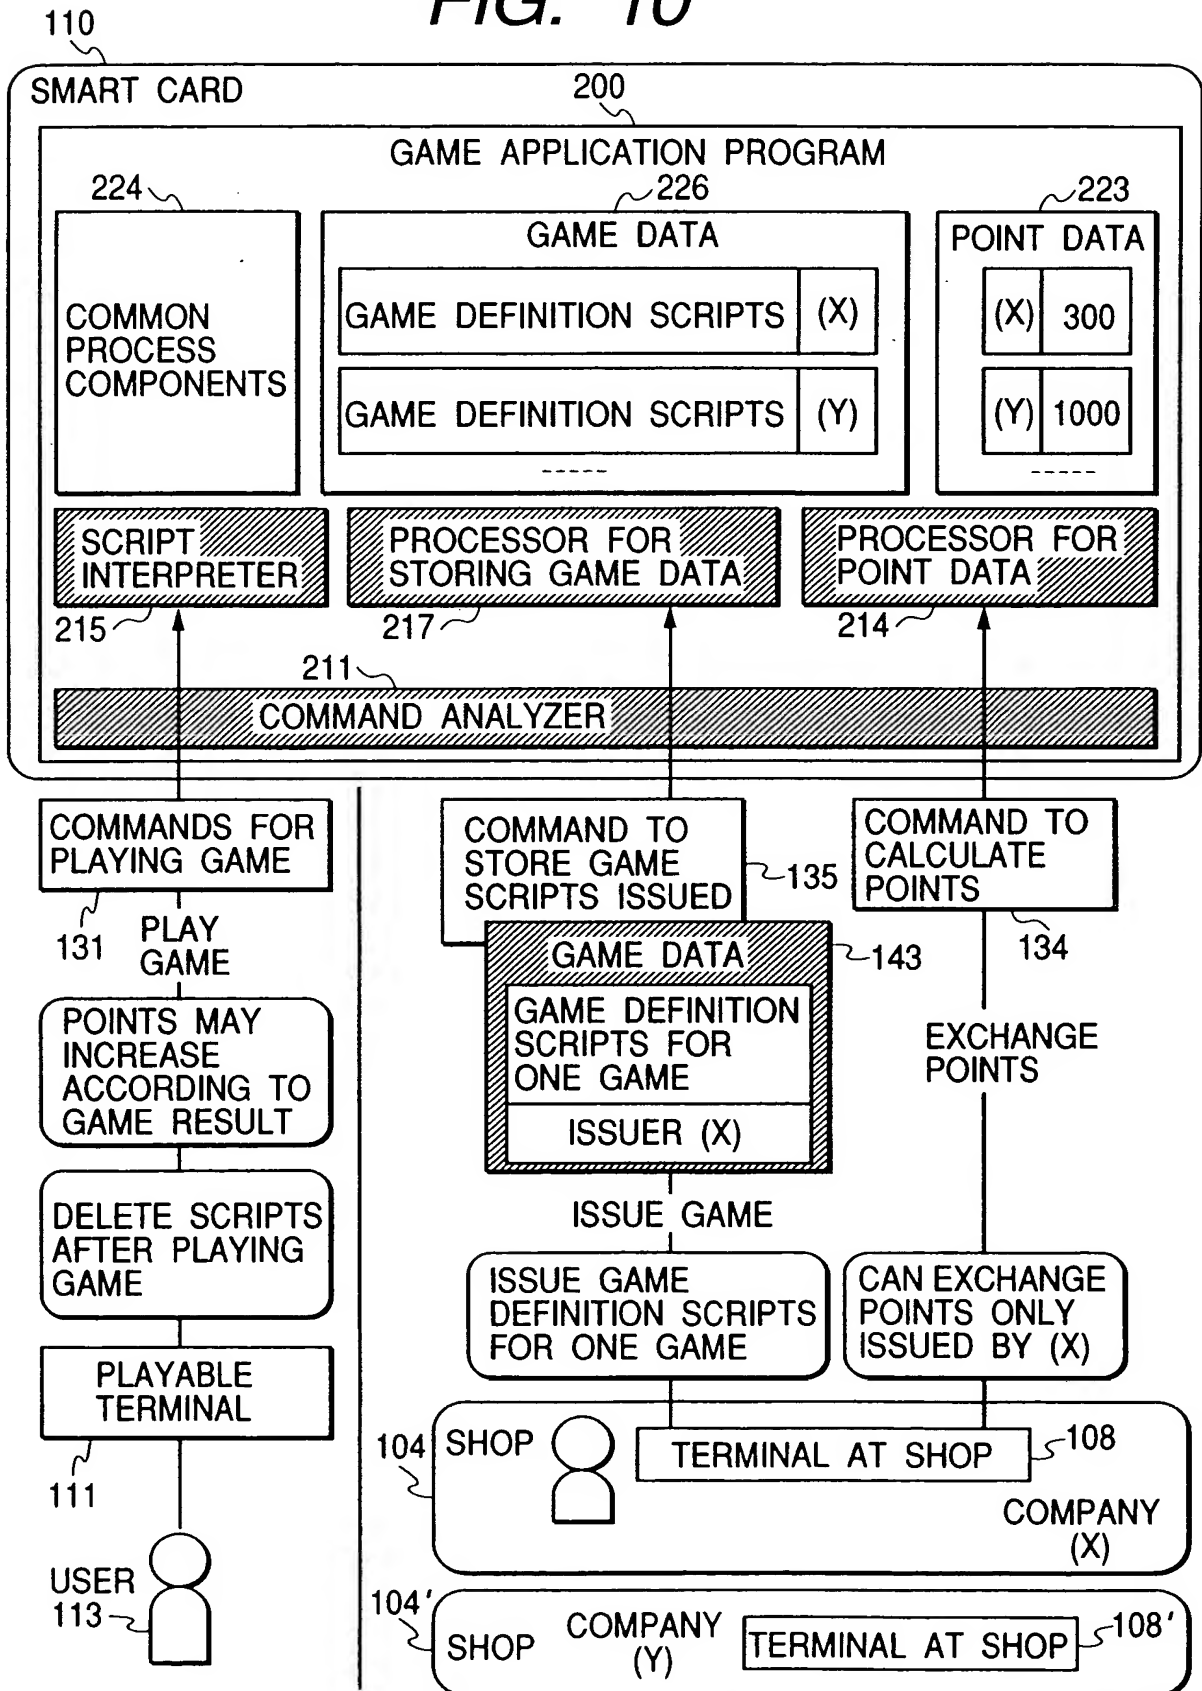 FIG. 10
110
SMART CARD
200
GAME APPLICATION PROGRAM
224
226
223
COMMON
PROCESS
COMPONENTS
GAME DATA
GAME DEFINITION SCRIPTS (X)
GAME DEFINITION SCRIPTS (Y)
-----
POINT DATA
(X) 300
(Y) 1000
-----
SCRIPT
INTERPRETER
215
PROCESSOR FOR
STORING GAME DATA
217
PROCESSOR FOR
POINT DATA
214
211
COMMAND ANALYZER
COMMANDS FOR
PLAYING GAME
131
PLAY
GAME
POINTS MAY
INCREASE
ACCORDING TO
GAME RESULT
DELETE SCRIPTS
AFTER PLAYING
GAME
PLAYABLE
TERMINAL
111
USER
113
COMMAND TO
STORE GAME
SCRIPTS ISSUED
135
GAME DATA
143
GAME DEFINITION
SCRIPTS FOR
ONE GAME
ISSUER (X)
ISSUE GAME
ISSUE GAME
DEFINITION SCRIPTS
FOR ONE GAME
COMMAND TO
CALCULATE
POINTS
134
EXCHANGE
POINTS
CAN EXCHANGE
POINTS ONLY
ISSUED BY (X)
104
SHOP
TERMINAL AT SHOP
108
COMPANY
(X)
104'
SHOP
COMPANY
(Y)
TERMINAL AT SHOP
108'